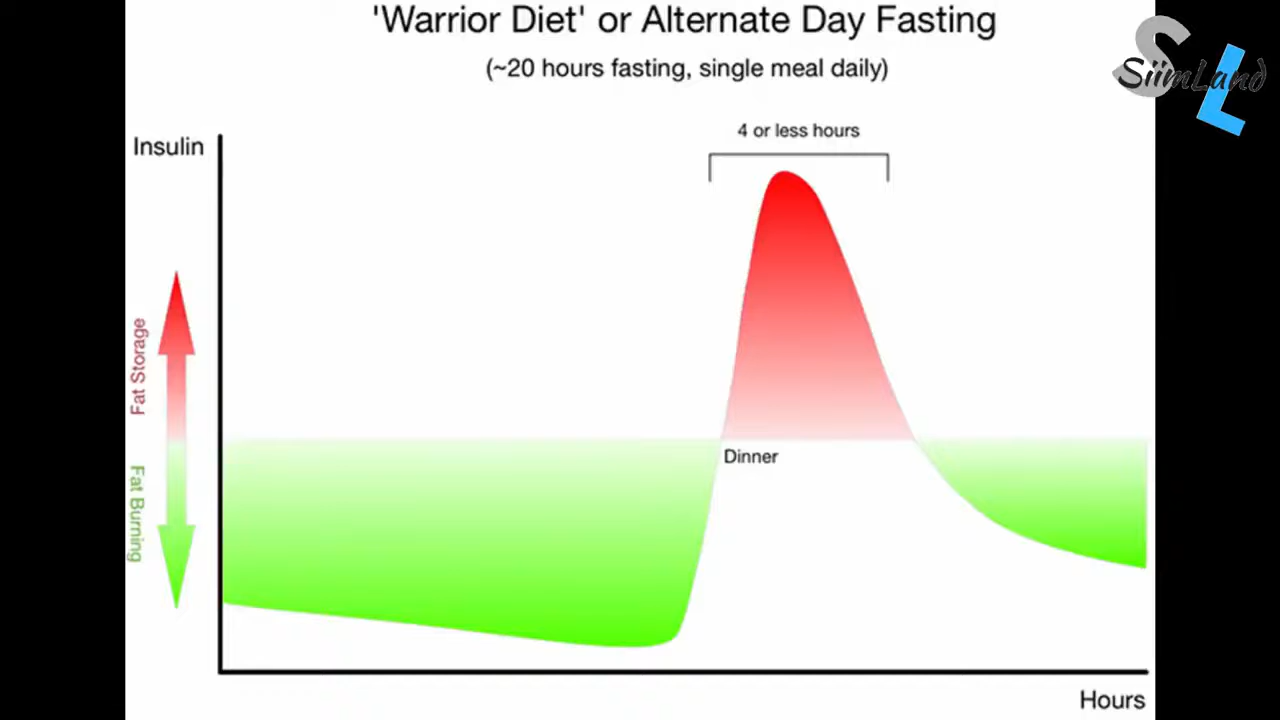 'Warrior Diet' or Alternate Day Fasting
(~20 hours fasting, single meal daily)
SL
SiimLand
4 or less hours
Insulin
Fat Storage
Fat Burning
Dinner
Hours